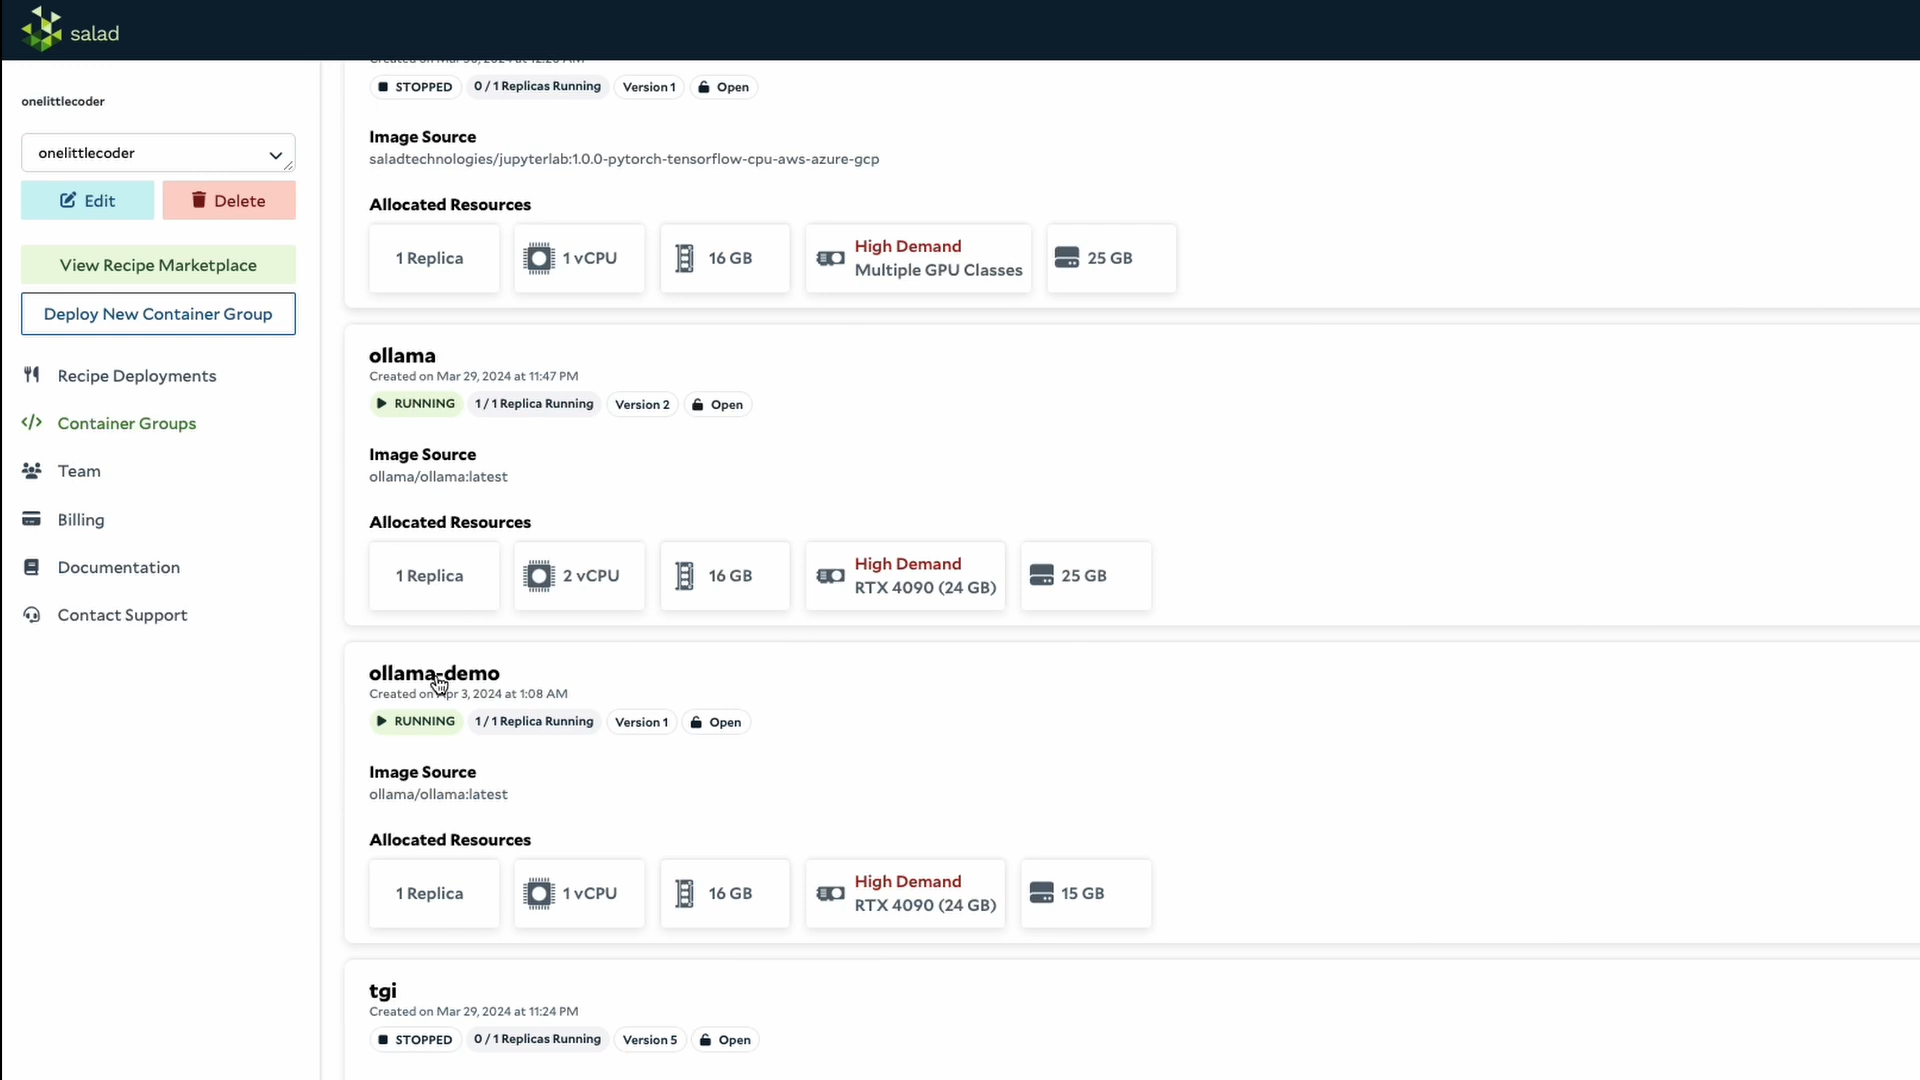 salad
onelittlecoder
onelittlecoder
Edit
Delete
View Recipe Marketplace
Deploy New Container Group
Recipe Deployments
Container Groups
Team
Billing
Documentation
Contact Support
STOPPED 0 / 1 Replicas Running Version 1 Open
Image Source
saladtechnologies/jupyterlab:1.0.0-pytorch-tensorflow-cpu-aws-azure-gcp
Allocated Resources
1 Replica
1 vCPU
16 GB
High Demand
Multiple GPU Classes
25 GB
ollama
Created on Mar 29, 2024 at 11:47 PM
RUNNING 1 / 1 Replica Running Version 2 Open
Image Source
ollama/ollama:latest
Allocated Resources
1 Replica
2 vCPU
16 GB
High Demand
RTX 4090 (24 GB)
25 GB
ollama-demo
Created on Apr 3, 2024 at 1:08 AM
RUNNING 1 / 1 Replica Running Version 1 Open
Image Source
ollama/ollama:latest
Allocated Resources
1 Replica
1 vCPU
16 GB
High Demand
RTX 4090 (24 GB)
15 GB
tgi
Created on Mar 29, 2024 at 11:24 PM
STOPPED 0 / 1 Replicas Running Version 5 Open